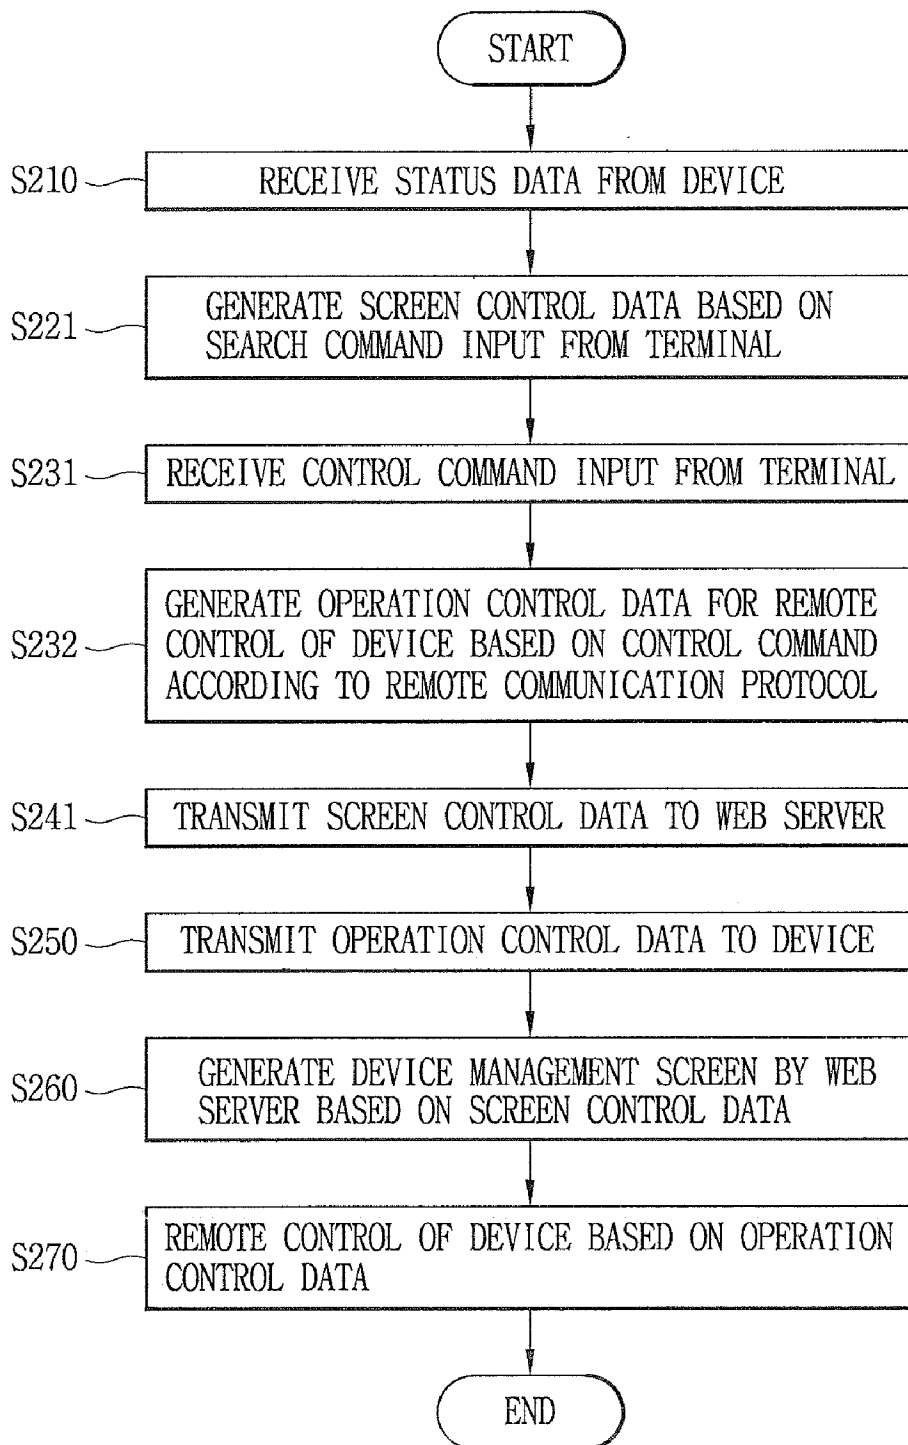 START
S210
RECEIVE STATUS DATA FROM DEVICE
S221
GENERATE SCREEN CONTROL DATA BASED ON
SEARCH COMMAND INPUT FROM TERMINAL
S231
RECEIVE CONTROL COMMAND INPUT FROM TERMINAL
S232
GENERATE OPERATION CONTROL DATA FOR REMOTE
CONTROL OF DEVICE BASED ON CONTROL COMMAND
ACCORDING TO REMOTE COMMUNICATION PROTOCOL
S241
TRANSMIT SCREEN CONTROL DATA TO WEB SERVER
S250
TRANSMIT OPERATION CONTROL DATA TO DEVICE
S260
GENERATE DEVICE MANAGEMENT SCREEN BY WEB
SERVER BASED ON SCREEN CONTROL DATA
S270
REMOTE CONTROL OF DEVICE BASED ON OPERATION
CONTROL DATA
END